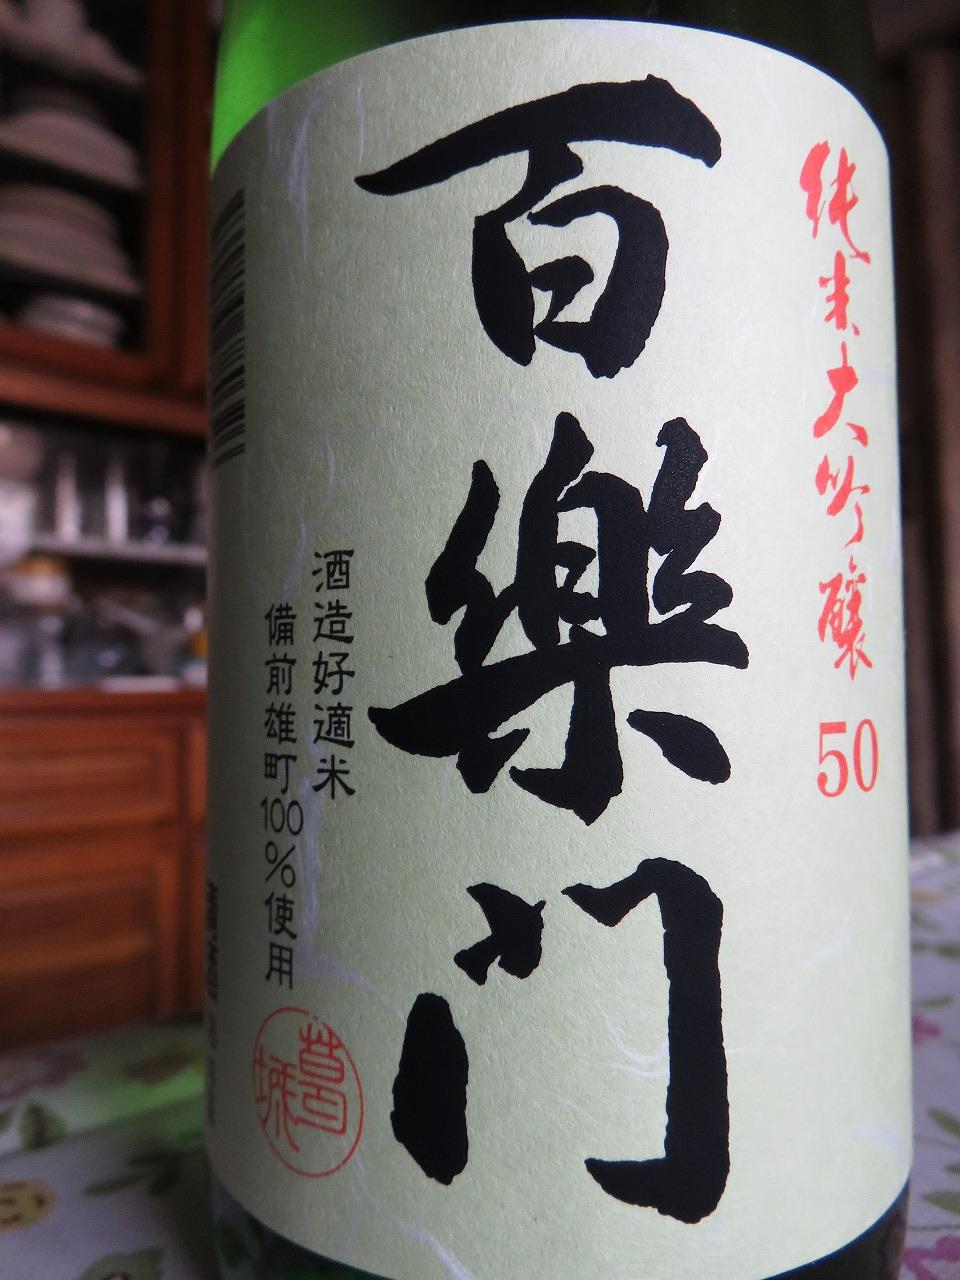 純米大吟醸 50
百樂门
酒造好適米
備前雄町100%使用
葛城